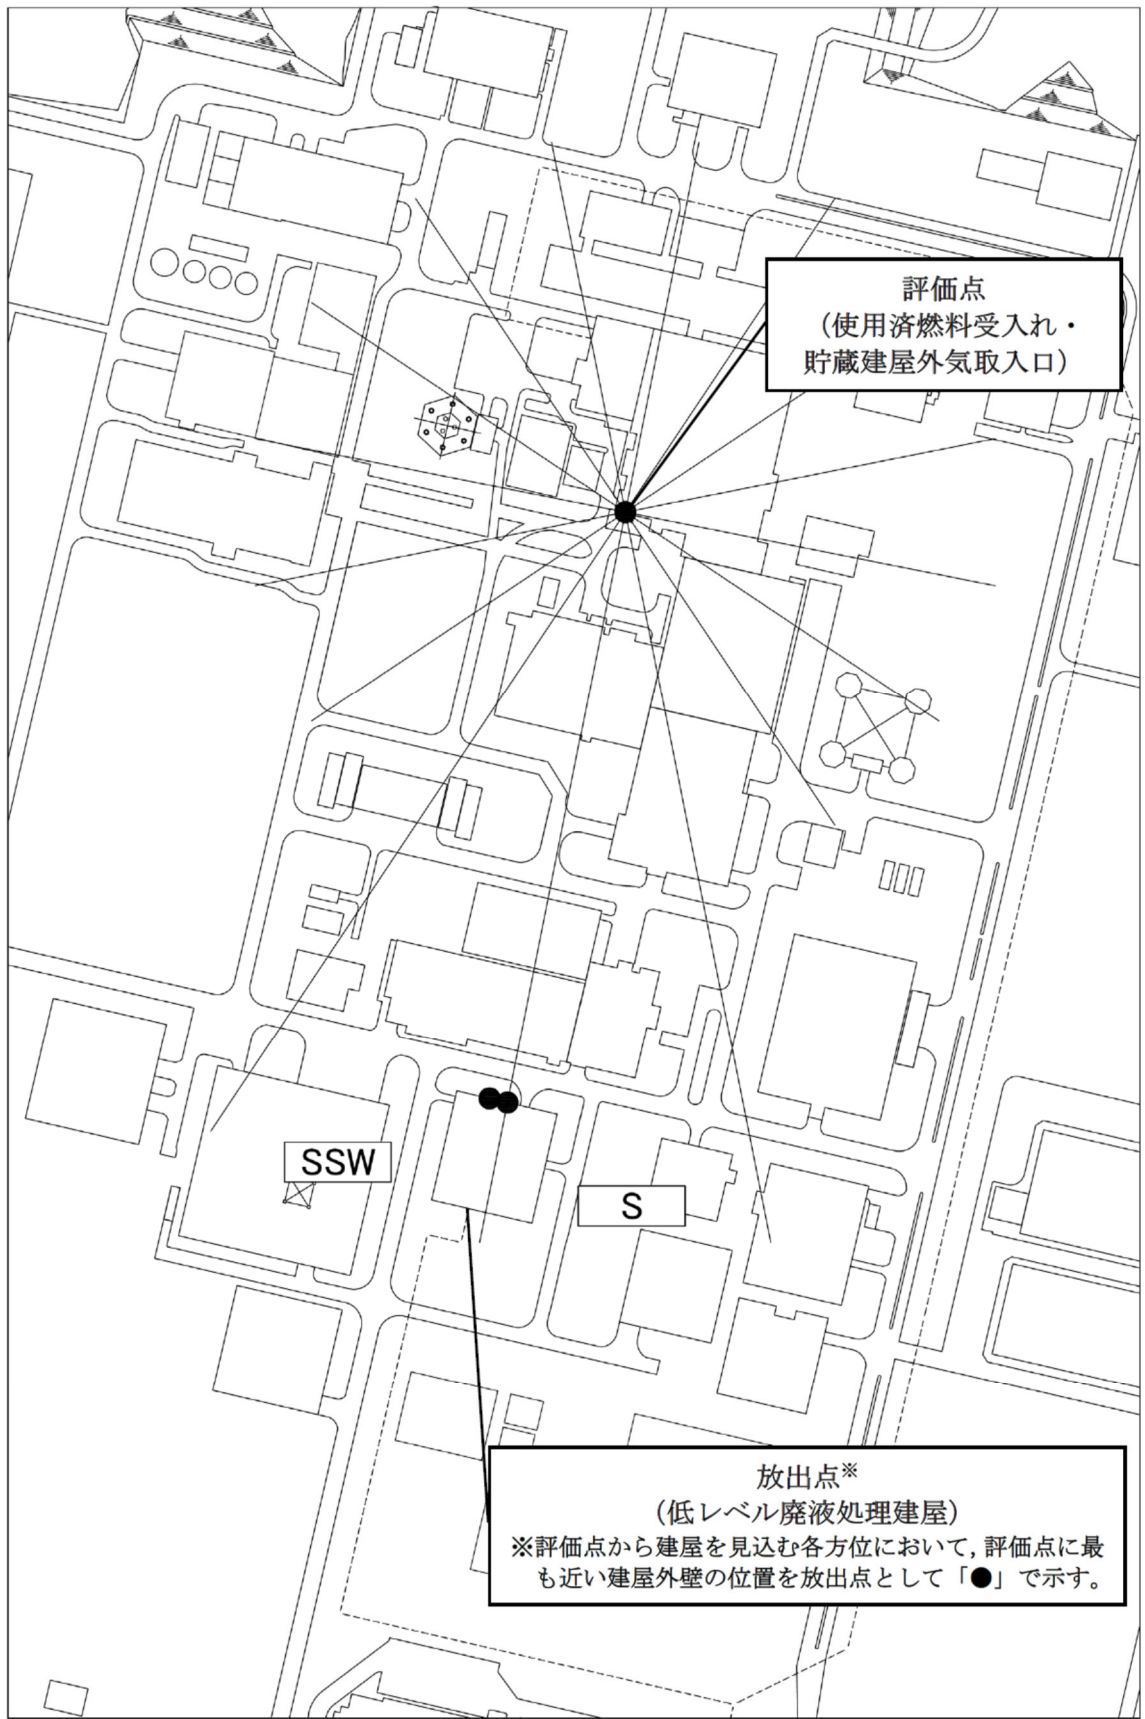 評価点
（使用済燃料受入れ・
貯蔵建屋外気取入口）
SSW
S
放出点※
（低レベル廃液処理建屋）
※評価点から建屋を見込む各方位において，評価点に最
も近い建屋外壁の位置を放出点として「●」で示す。